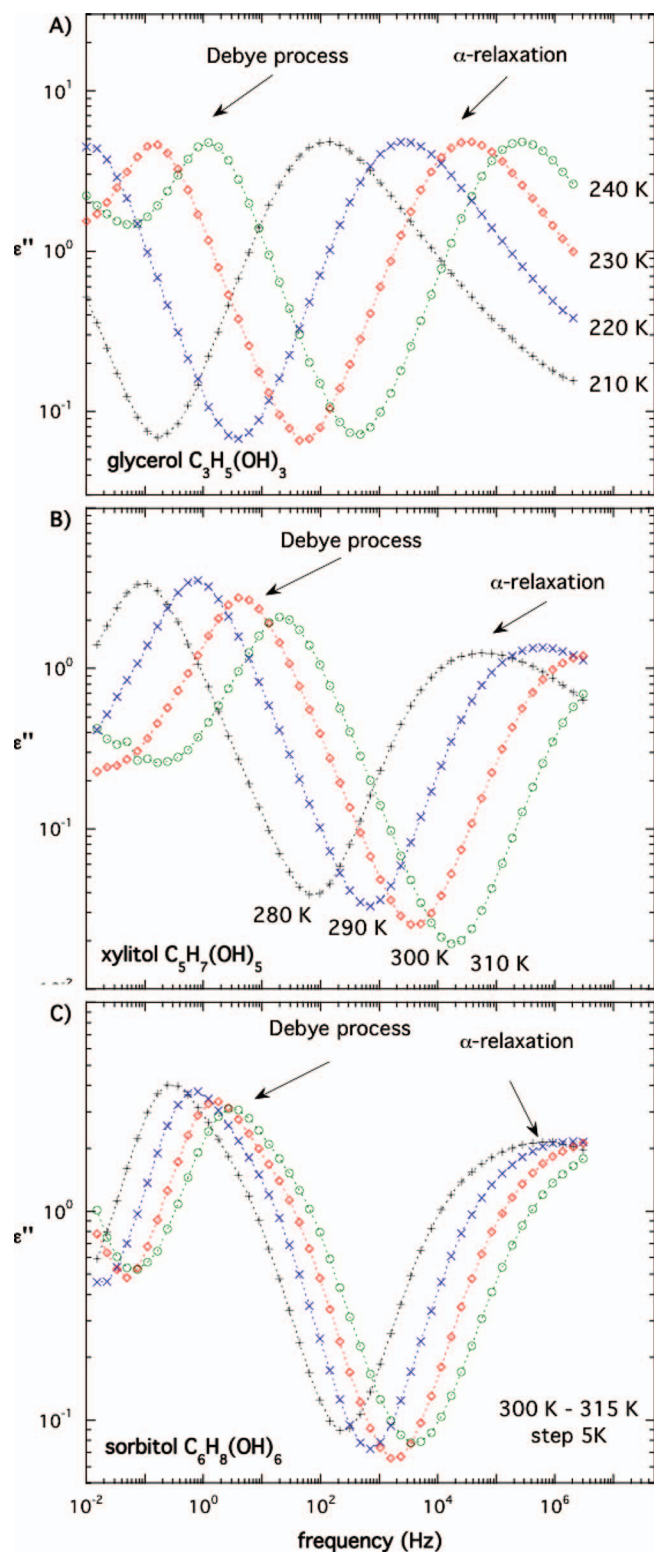 A)
Debye process
α-relaxation
10¹
10⁰
10⁻¹
ε"
240 K
230 K
220 K
210 K
glycerol C₃H₅(OH)₃
B)
Debye process
α-relaxation
10⁰
10⁻¹
ε"
280 K
290 K
300 K
310 K
xylitol C₅H₇(OH)₅
C)
Debye process
α-relaxation
10⁰
10⁻¹
ε"
300 K - 315 K
step 5K
sorbitol C₆H₈(OH)₆
10⁻² 10⁰ 10² 10⁴ 10⁶
frequency (Hz)